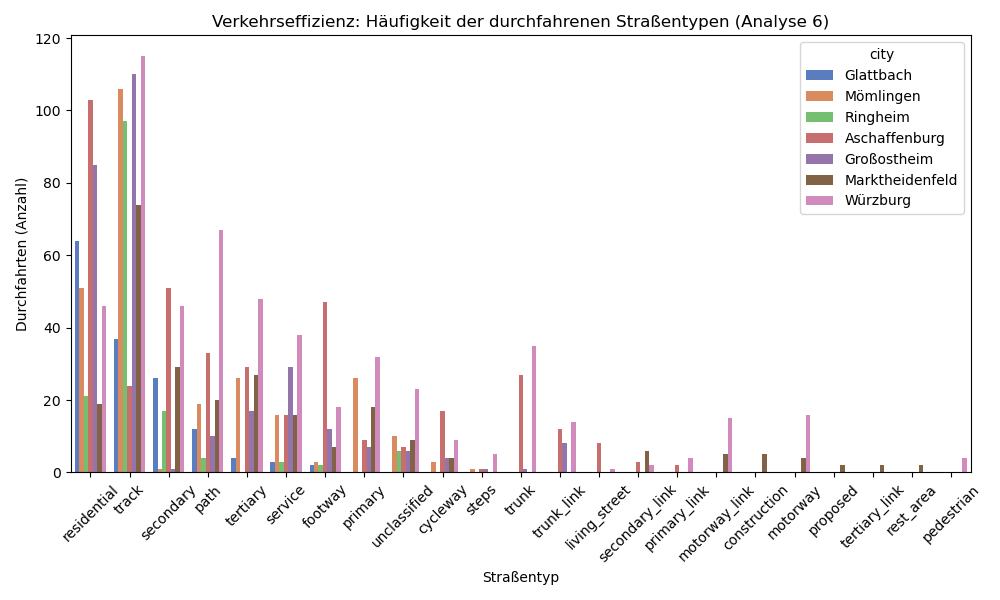 Verkehrseffizienz: Häufigkeit der durchfahrenen Straßentypen (Analyse 6)
Durchfahrten (Anzahl)
120
100
80
60
40
20
0
city
Glattbach
Mömlingen
Ringheim
Aschaffenburg
Großostheim
Marktheidenfeld
Würzburg
residential
track
secondary
path
tertiary
service
footway
primary
unclassified
cycleway
steps
trunk
trunk_link
living_street
secondary_link
primary_link
motorway_link
construction
motorway
proposed
tertiary_link
rest_area
pedestrian
Straßentyp